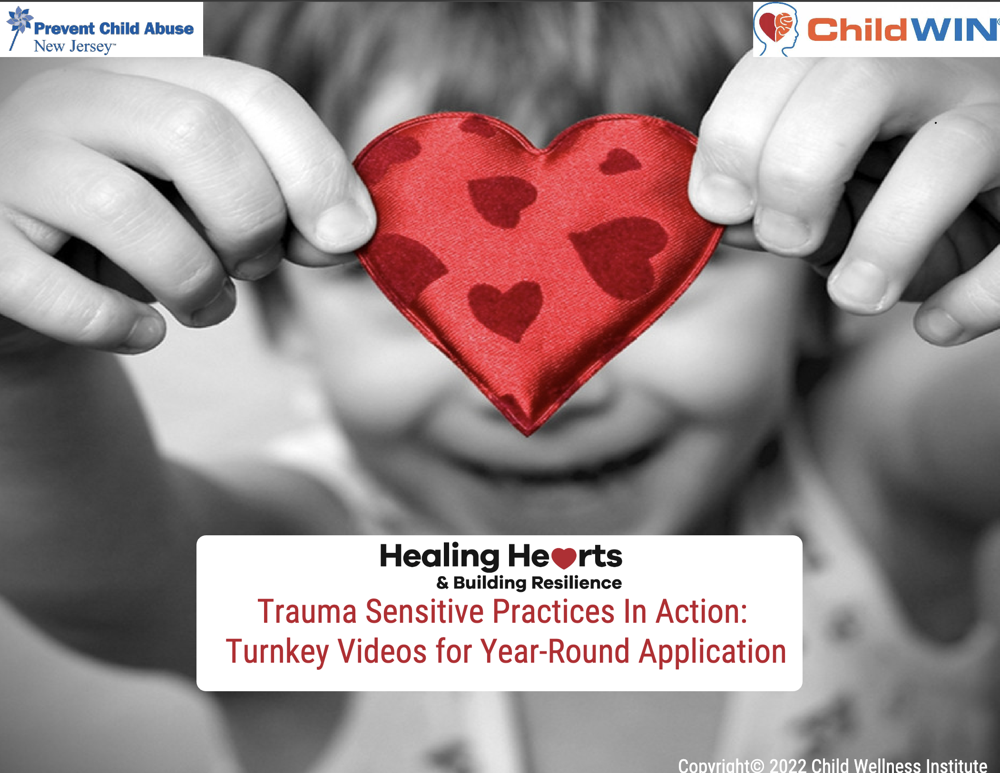 Prevent Child Abuse
New Jersey™
ChildWIN®
Healing He❤rts
& Building Resilience
Trauma Sensitive Practices In Action:
Turnkey Videos for Year-Round Application
Copyright© 2022 Child Wellness Institute